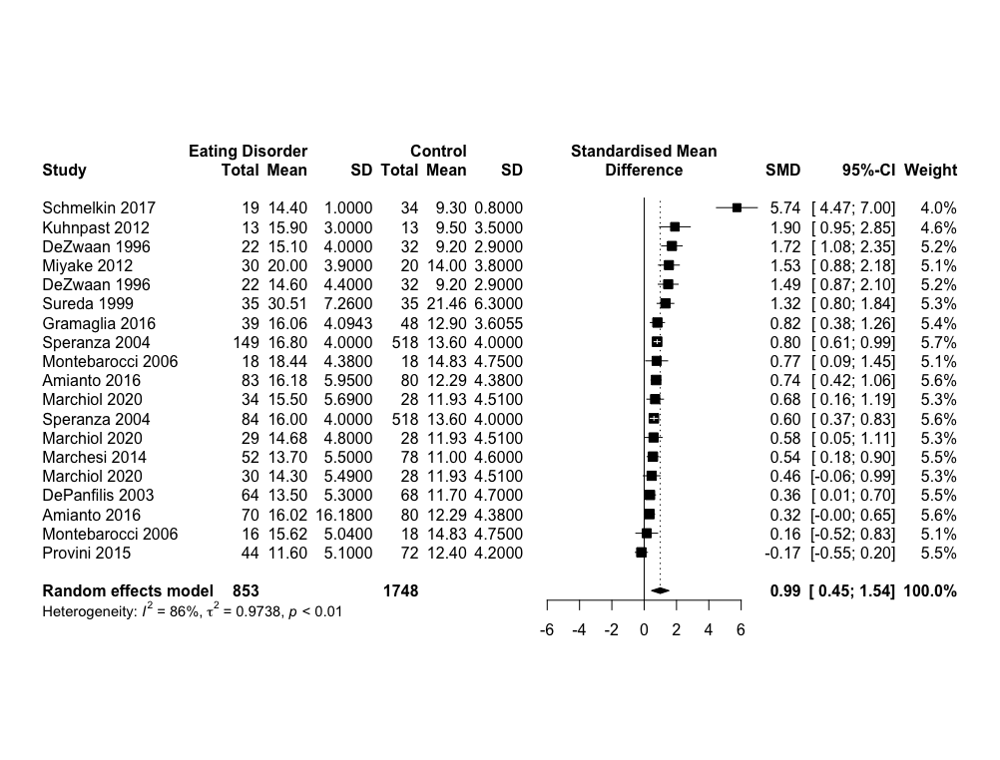 Eating Disorder Control Standardised Mean
Study Total Mean SD Total Mean SD Difference SMD 95%-CI Weight
Schmelkin 2017 19 14.40 1.0000 34 9.30 0.8000 5.74 [ 4.47; 7.00] 4.0%
Kuhnpast 2012 13 15.90 3.0000 13 9.50 3.5000 1.90 [ 0.95; 2.85] 4.6%
DeZwaan 1996 22 15.10 4.0000 32 9.20 2.9000 1.72 [ 1.08; 2.35] 5.2%
Miyake 2012 30 20.00 3.9000 20 14.00 3.8000 1.53 [ 0.88; 2.18] 5.1%
DeZwaan 1996 22 14.60 4.4000 32 9.20 2.9000 1.49 [ 0.87; 2.10] 5.2%
Sureda 1999 35 30.51 7.2600 35 21.46 6.3000 1.32 [ 0.80; 1.84] 5.3%
Gramaglia 2016 39 16.06 4.0943 48 12.90 3.6055 0.82 [ 0.38; 1.26] 5.4%
Speranza 2004 149 16.80 4.0000 518 13.60 4.0000 0.80 [ 0.61; 0.99] 5.7%
Montebarocci 2006 18 18.44 4.3800 18 14.83 4.7500 0.77 [ 0.09; 1.45] 5.1%
Amianto 2016 83 16.18 5.9500 80 12.29 4.3800 0.74 [ 0.42; 1.06] 5.6%
Marchiol 2020 34 15.50 5.6900 28 11.93 4.5100 0.68 [ 0.16; 1.19] 5.3%
Speranza 2004 84 16.00 4.0000 518 13.60 4.0000 0.60 [ 0.37; 0.83] 5.6%
Marchiol 2020 29 14.68 4.8000 28 11.93 4.5100 0.58 [ 0.05; 1.11] 5.3%
Marchesi 2014 52 13.70 5.5000 78 11.00 4.6000 0.54 [ 0.18; 0.90] 5.5%
Marchiol 2020 30 14.30 5.4900 28 11.93 4.5100 0.46 [-0.06; 0.99] 5.3%
DePanfilis 2003 64 13.50 5.3000 68 11.70 4.7000 0.36 [ 0.01; 0.70] 5.5%
Amianto 2016 70 16.02 16.1800 80 12.29 4.3800 0.32 [-0.00; 0.65] 5.6%
Montebarocci 2006 16 15.62 5.0400 18 14.83 4.7500 0.16 [-0.52; 0.83] 5.1%
Provini 2015 44 11.60 5.1000 72 12.40 4.2000 -0.17 [-0.55; 0.20] 5.5%
Random effects model 853 1748 0.99 [ 0.45; 1.54] 100.0%
Heterogeneity: I² = 86%, τ² = 0.9738, p < 0.01
-6 -4 -2 0 2 4 6